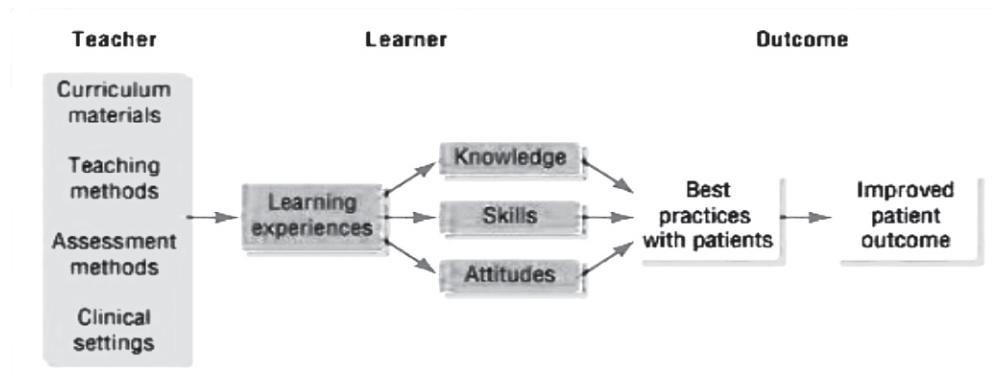 Teacher Learner Outcome
Curriculum
materials
Teaching
methods
Assessment
methods
Clinical
settings
Learning
experiences
Knowledge
Skills
Attitudes
Best
practices
with patients
Improved
patient
outcome